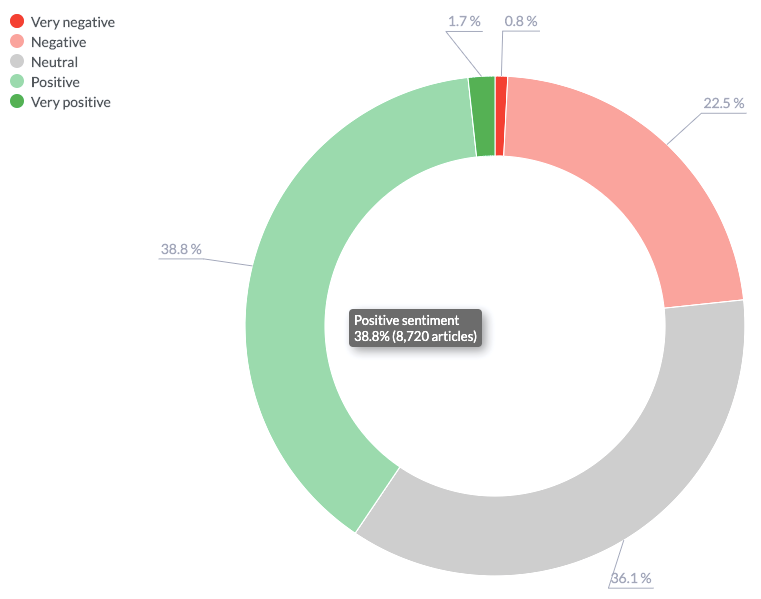 Very negative
Negative
Neutral
Positive
Very positive
1.7 %
0.8 %
22.5 %
38.8 %
Positive sentiment
38.8% (8,720 articles)
36.1 %